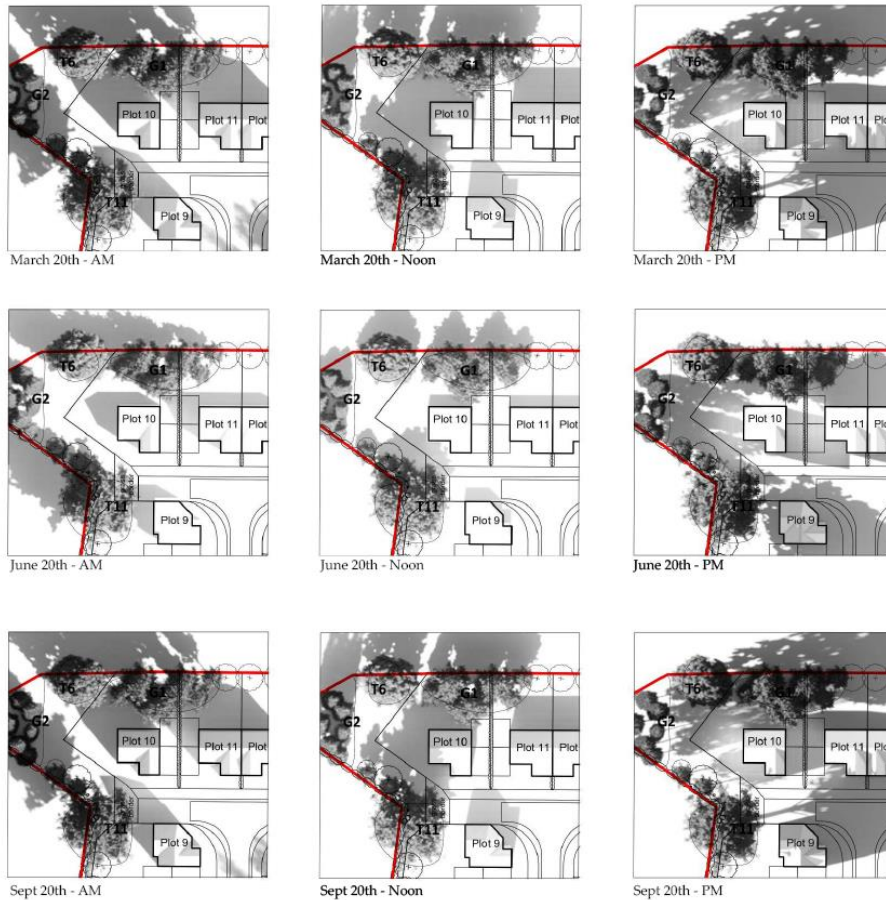 T6
G1
G2
Plot 10
Plot 11
Plot
T11
Plot 9
March 20th - AM
T6
G1
G2
Plot 10
Plot 11
Plot
T11
Plot 9
March 20th - Noon
T6
G1
G2
Plot 10
Plot 11
Plot
T11
Plot 9
March 20th - PM
T6
G1
G2
Plot 10
Plot 11
Plot
T11
Plot 9
June 20th - AM
T6
G1
G2
Plot 10
Plot 11
Plot
T11
Plot 9
June 20th - Noon
T6
G1
G2
Plot 10
Plot 11
Plot
T11
Plot 9
June 20th - PM
T6
G1
G2
Plot 10
Plot 11
Plot
T11
Plot 9
Sept 20th - AM
T6
G1
G2
Plot 10
Plot 11
Plot
T11
Plot 9
Sept 20th - Noon
T6
G1
G2
Plot 10
Plot 11
Plot
T11
Plot 9
Sept 20th - PM